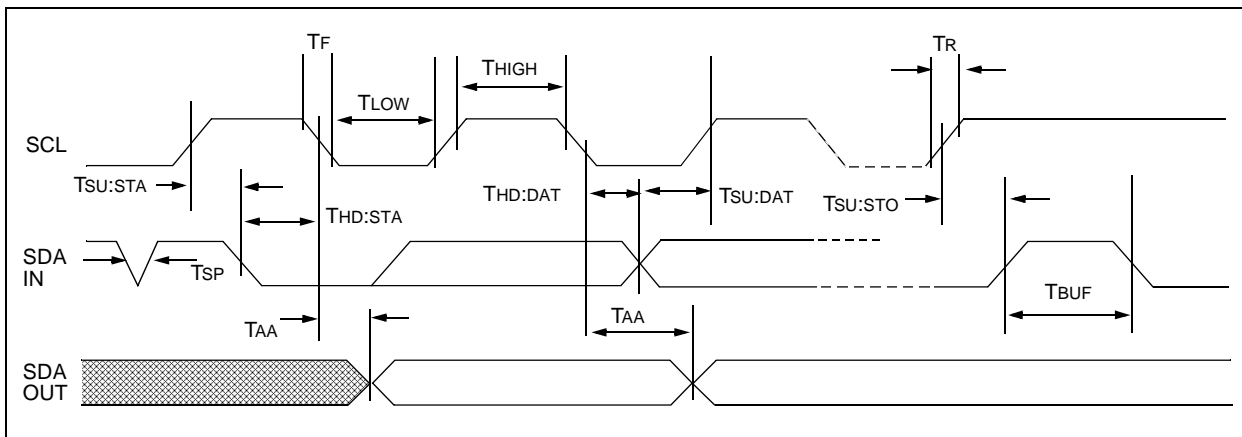 TF
TR
THIGH
TLOW
SCL
TSU:STA
THD:STA
THD:DAT
TSU:DAT
TSU:STO
SDA
IN
TSP
TBUF
TAA
TAA
SDA
OUT